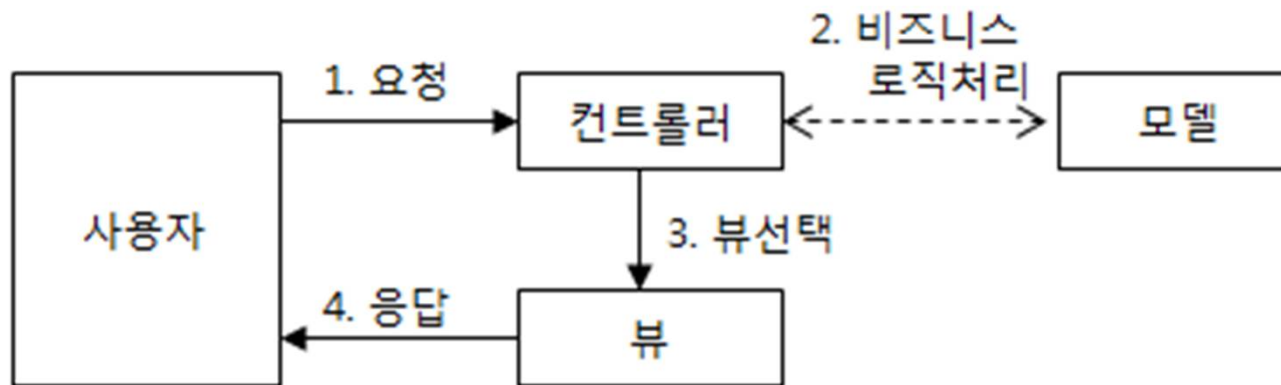 사용자
1. 요청
컨트롤러
2. 비즈니스
로직처리
모델
3. 뷰선택
뷰
4. 응답